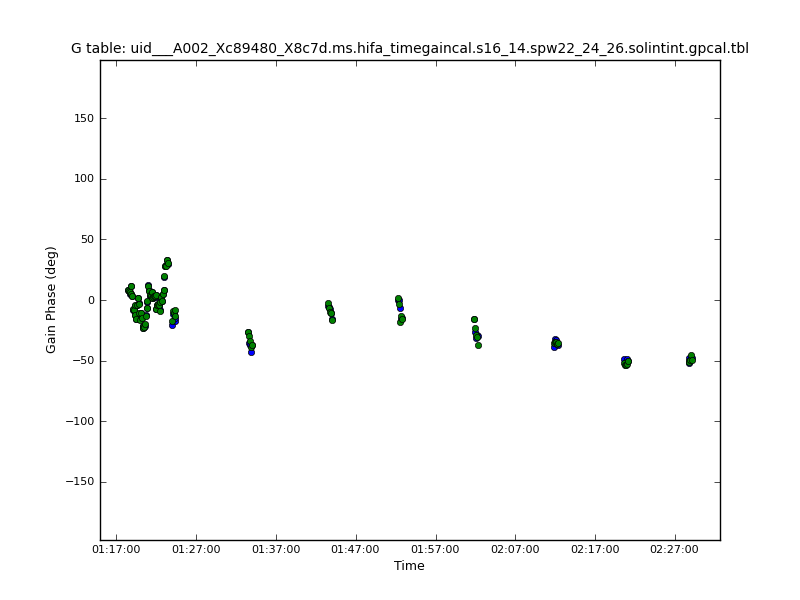 G table: uid___A002_Xc89480_X8c7d.ms.hifa_timegaincal.s16_14.spw22_24_26.solintint.gpcal.tbl
150
100
50
0
−50
−100
−150
Gain Phase (deg)
01:17:00 01:27:00 01:37:00 01:47:00 01:57:00 02:07:00 02:17:00 02:27:00
Time